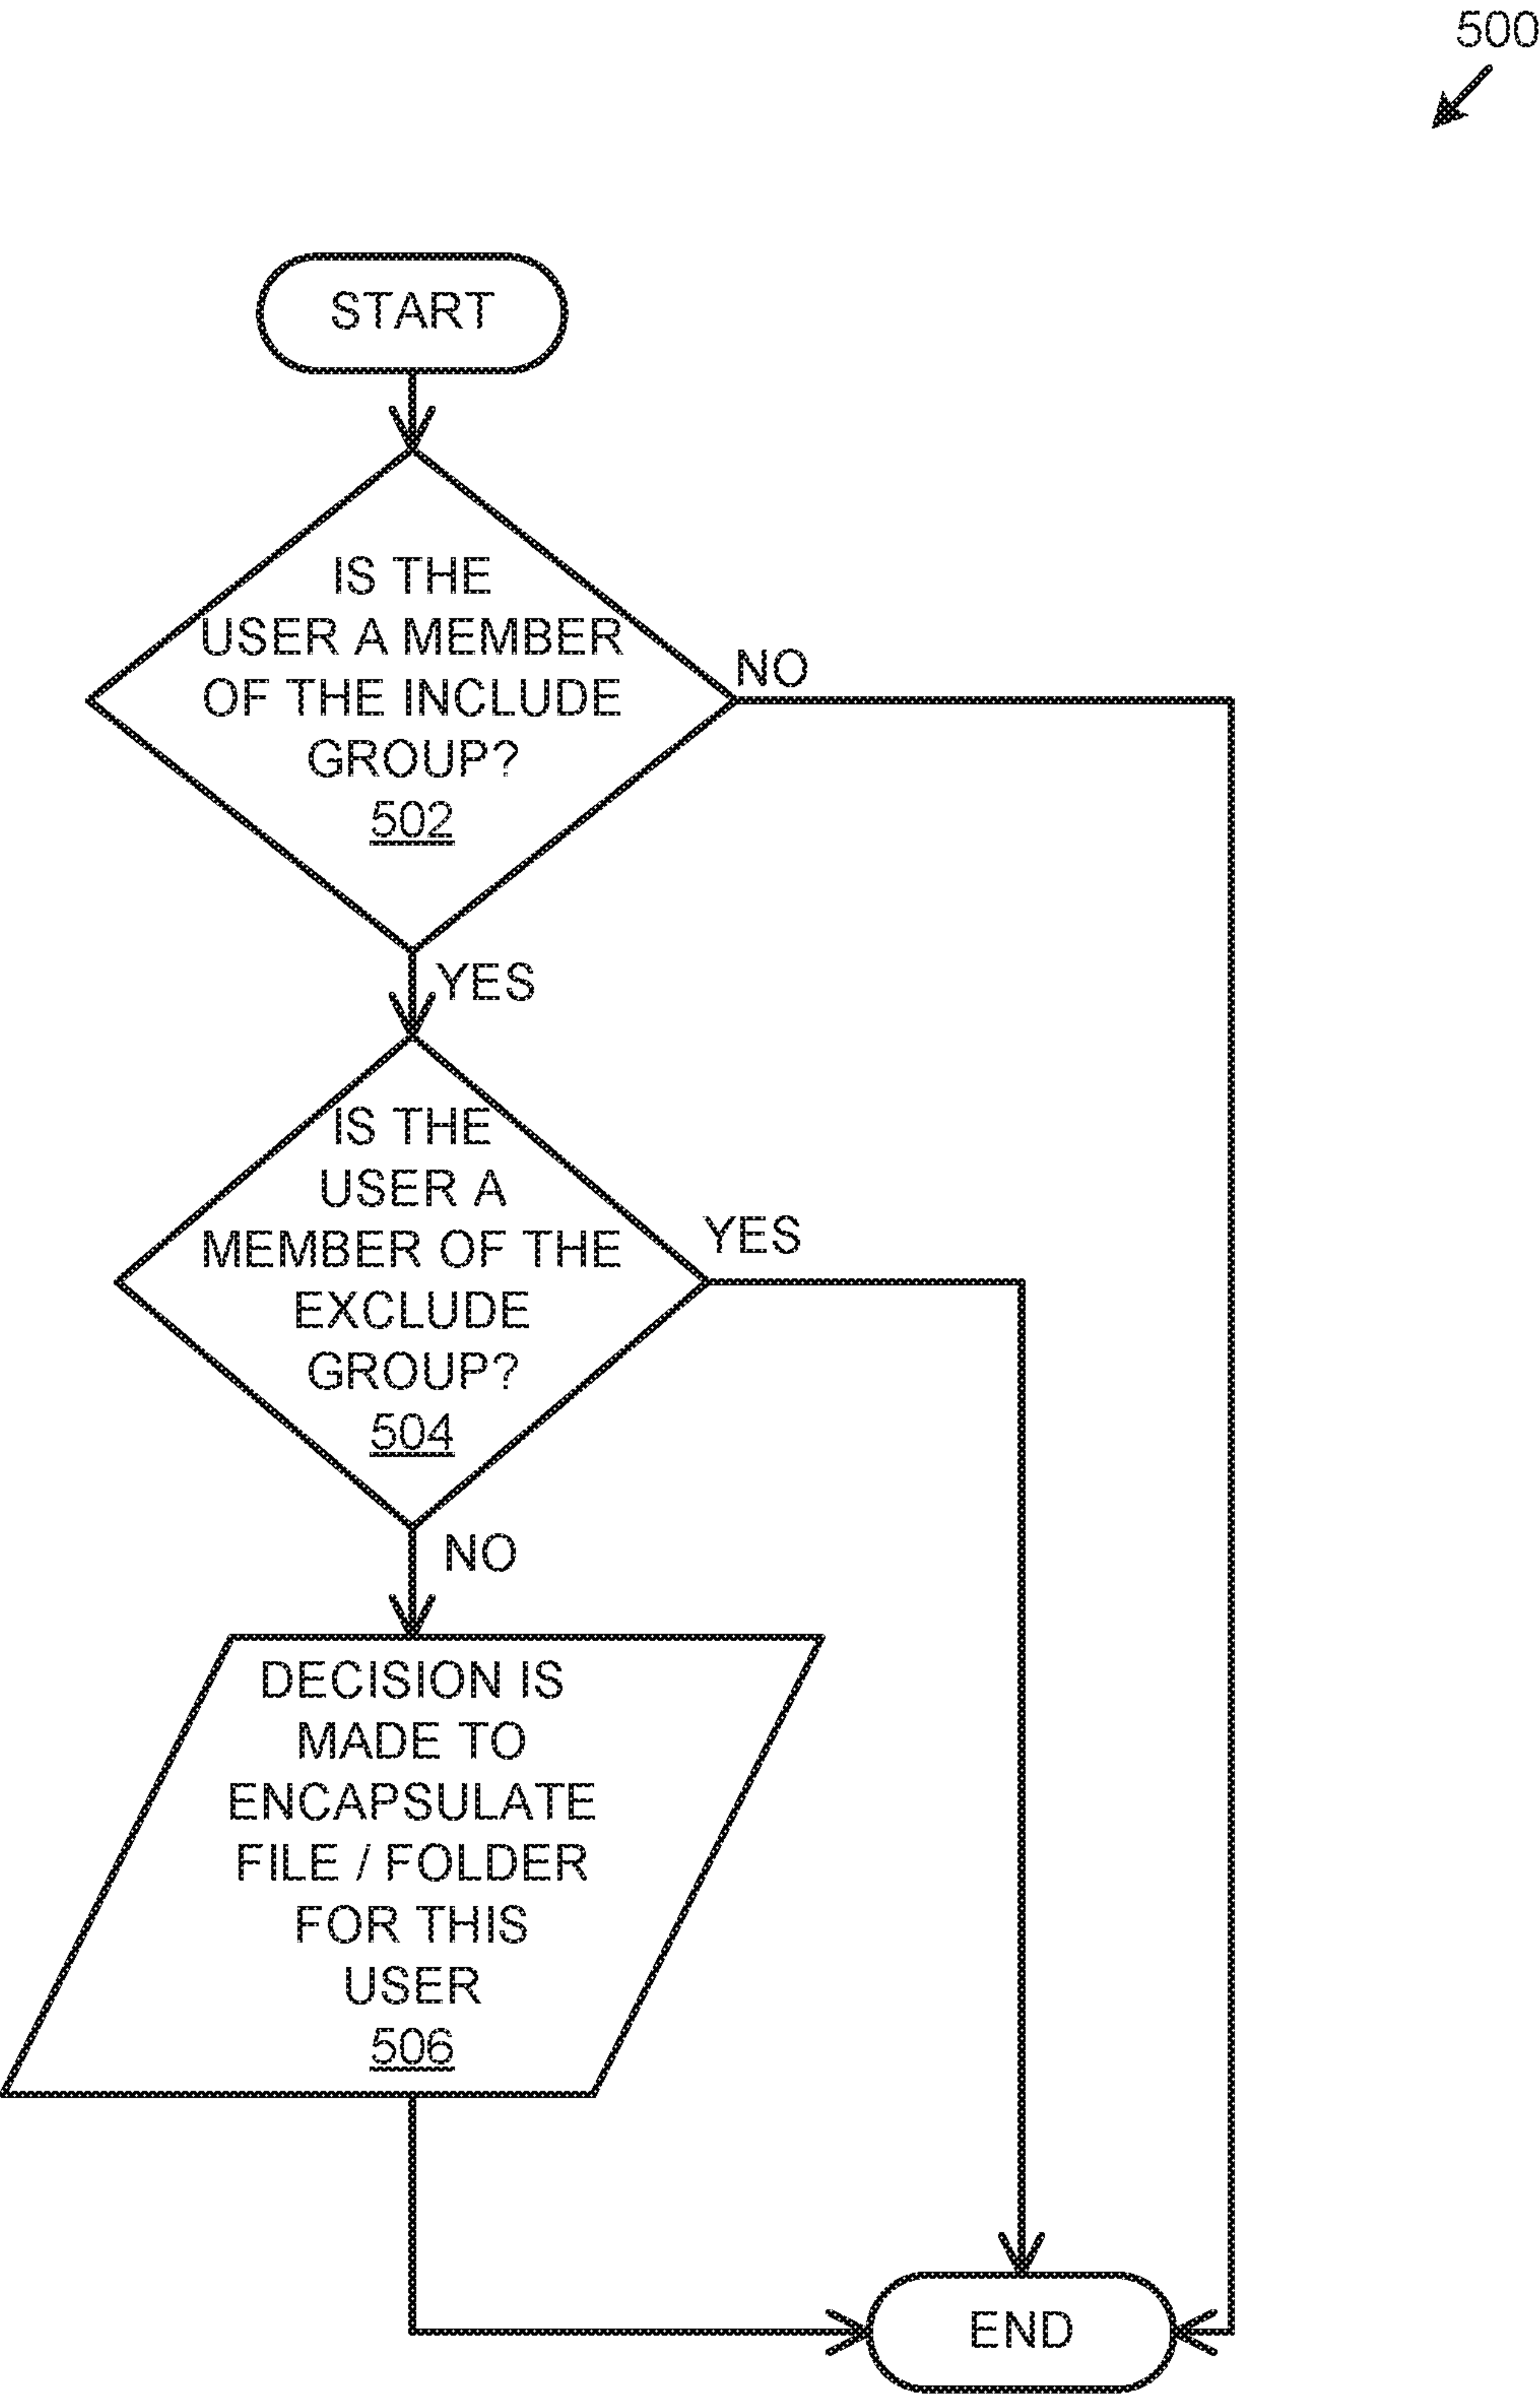 500
START
IS THE
USER A MEMBER
OF THE INCLUDE
GROUP?
502
NO
YES
IS THE
USER A
MEMBER OF THE
EXCLUDE
GROUP?
504
YES
NO
DECISION IS
MADE TO
ENCAPSULATE
FILE / FOLDER
FOR THIS
USER
506
END